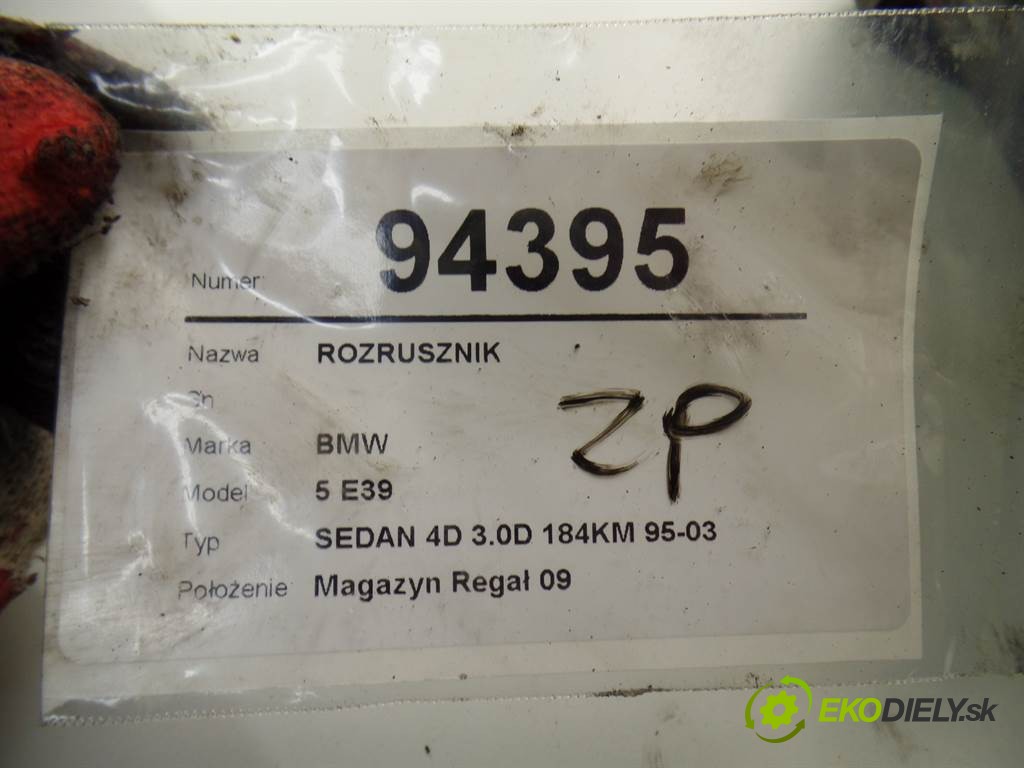 Numer 94395
Nazwa ROZRUSZNIK
ZP
Marka BMW
Model 5 E39
Typ SEDAN 4D 3.0D 184KM 95-03
Położenie Magazyn Regał 09
EKODIELY.sk